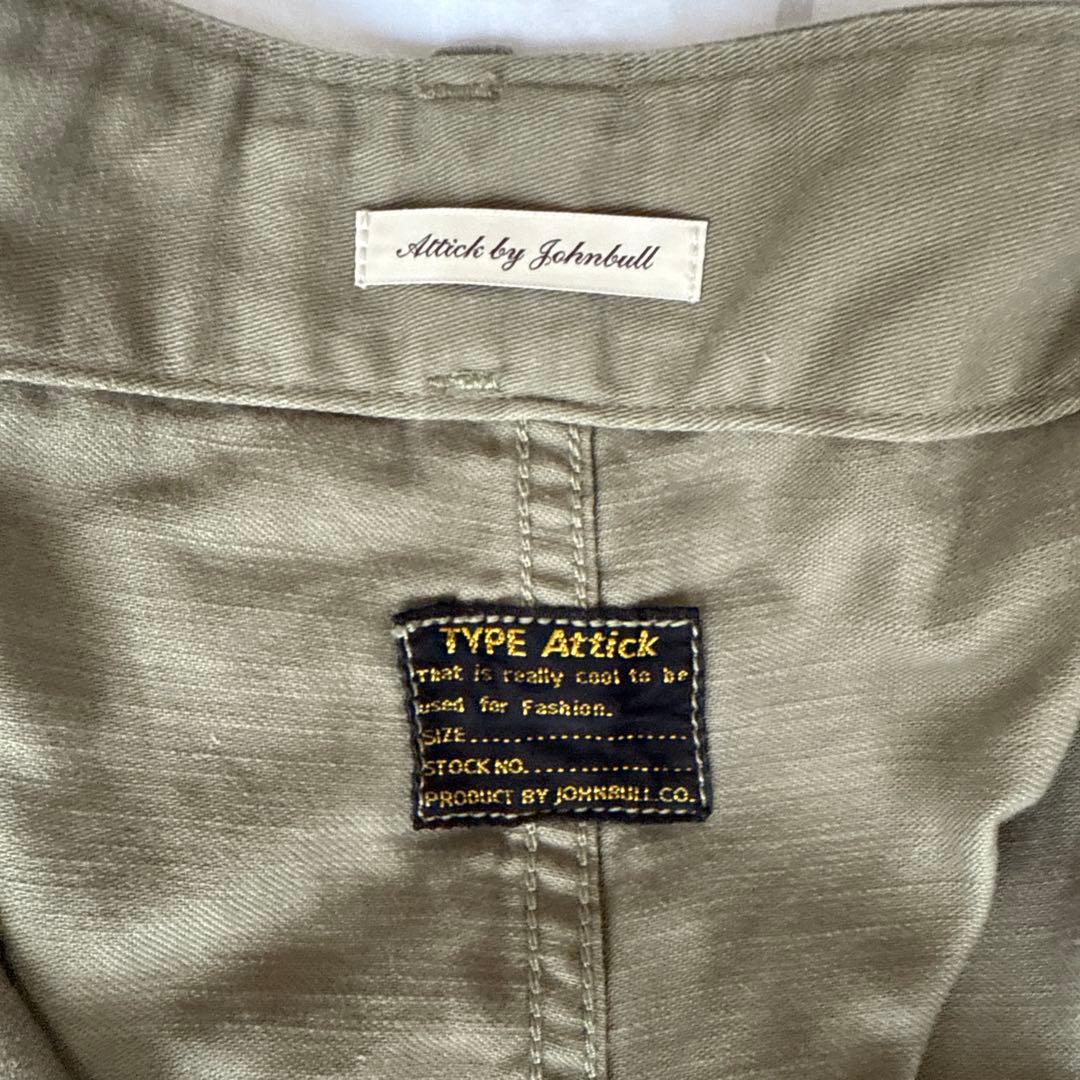 Attick by Johnbull
TYPE Attick
That is really cool to be
used for Fashion.
SIZE.....................
STOCK NO.................
PRODUCT BY JOHNBULL CO.